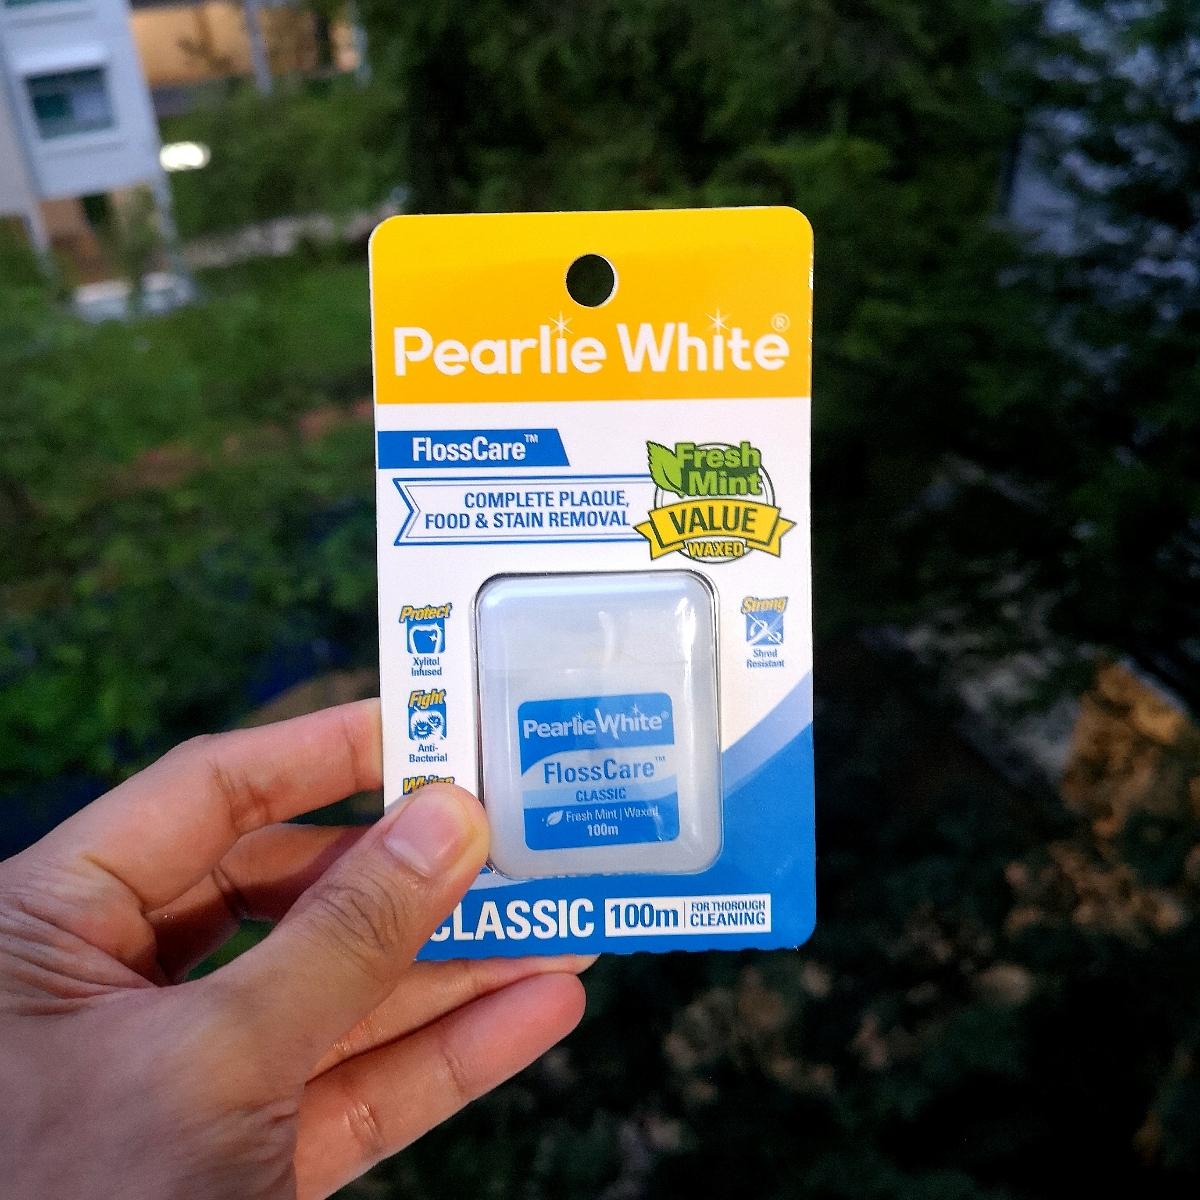 Pearlie White®
FlossCare™
COMPLETE PLAQUE,
FOOD & STAIN REMOVAL
Fresh
Mint
VALUE
WAXED
Protect
Xylitol
Infused
Fight
Anti-
Bacterial
Whiten
Strong
Shred
Resistant
Pearlie White®
FlossCare™
CLASSIC
Fresh Mint | Waxed
100m
CLASSIC 100m FOR THOROUGH
CLEANING